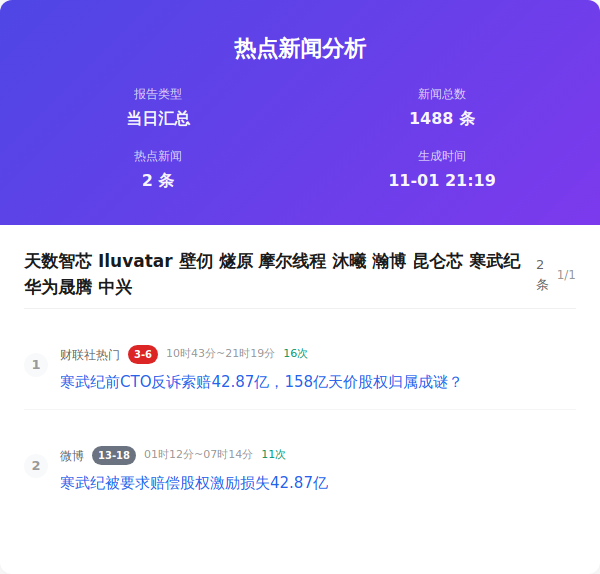 热点新闻分析
报告类型
新闻总数
当日汇总
1488 条
热点新闻
生成时间
2 条
11-01 21:19
天数智芯 Iluvatar 壁仞 燧原 摩尔线程 沐曦 瀚博 昆仑芯 寒武纪
华为晟腾 中兴
2
条
1/1
1
财联社热门 3-6 10时43分~21时19分 16次
寒武纪前CTO反诉索赔42.87亿，158亿天价股权归属成谜？
2
微博 13-18 01时12分~07时14分 11次
寒武纪被要求赔偿股权激励损失42.87亿